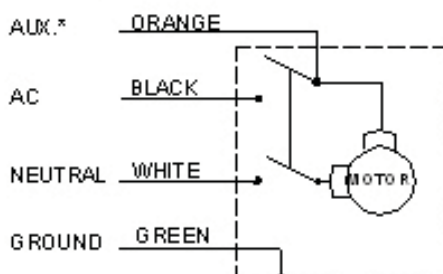 AUX.* ORANGE
AC BLACK
NEUTRAL WHITE
GROUND GREEN
MOTOR